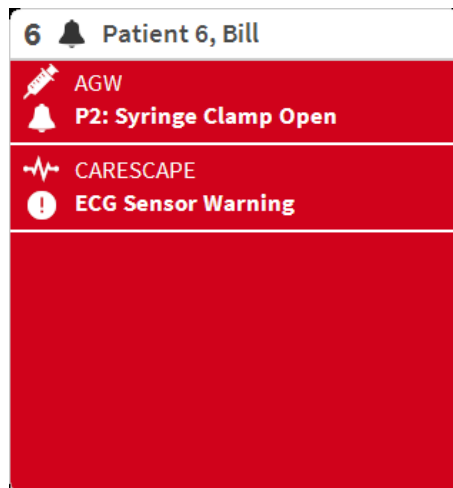 6 Patient 6, Bill
AGW
P2: Syringe Clamp Open
CARESCAPE
! ECG Sensor Warning